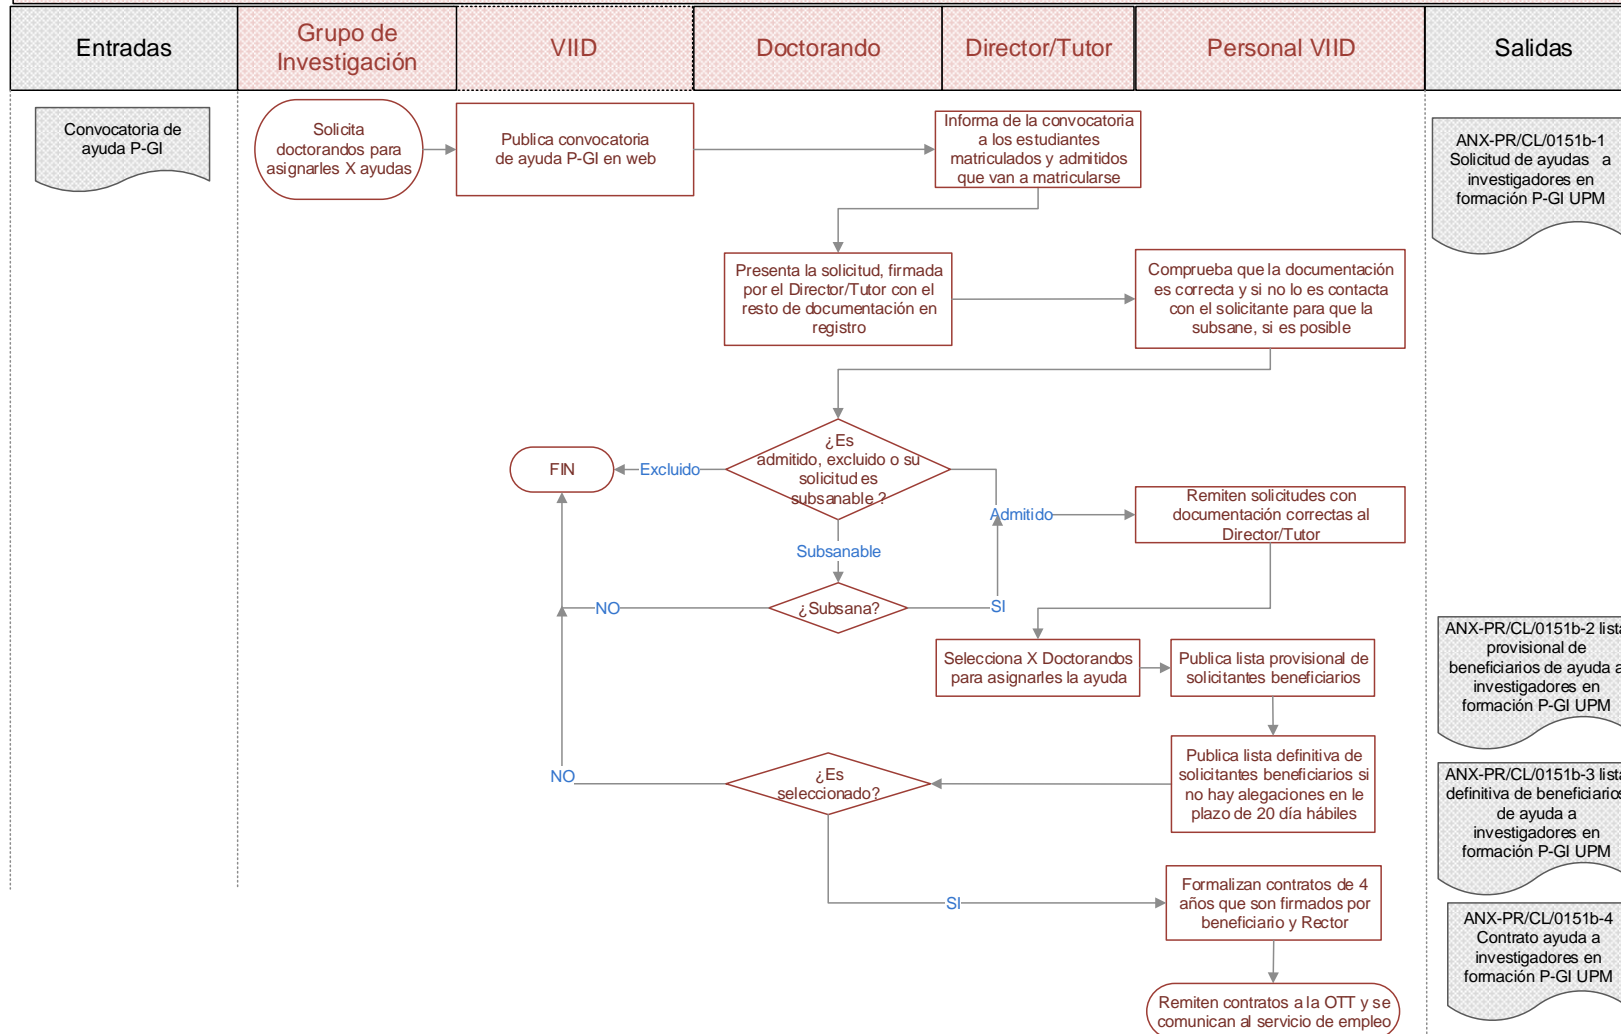 Entradas
Grupo de
Investigación
VIID
Doctorando
Director/Tutor
Personal VIID
Salidas
Convocatoria de
ayuda P-GI
Solicita
doctorandos para
asignarles X ayudas
Publica convocatoria
de ayuda P-GI en web
Informa de la convocatoria
a los estudiantes
matriculados y admitidos
que van a matricularse
ANX-PR/CL/0151b-1
Solicitud de ayudas a
investigadores en
formación P-GI UPM
Presenta la solicitud, firmada
por el Director/Tutor con el
resto de documentación en
registro
Comprueba que la documentación
es correcta y si no lo es contacta
con el solicitante para que la
subsane, si es posible
¿Es
admitido, excluido o su
solicitud es
subsanable ?
Excluido
FIN
Admitido
Remiten solicitudes con
documentación correctas al
Director/Tutor
Subsanable
¿Subsana?
NO
SI
Selecciona X Doctorandos
para asignarles la ayuda
Publica lista provisional de
solicitantes beneficiarios
ANX-PR/CL/0151b-2 lista
provisional de
beneficiarios de ayuda a
investigadores en
formación P-GI UPM
Publica lista definitiva de
solicitantes beneficiarios si
no hay alegaciones en le
plazo de 20 día hábiles
¿Es
seleccionado?
NO
ANX-PR/CL/0151b-3 lista
definitiva de beneficiarios
de ayuda a
investigadores en
formación P-GI UPM
SI
Formalizan contratos de 4
años que son firmados por
beneficiario y Rector
ANX-PR/CL/0151b-4
Contrato ayuda a
investigadores en
formación P-GI UPM
Remiten contratos a la OTT y se
comunican al servicio de empleo